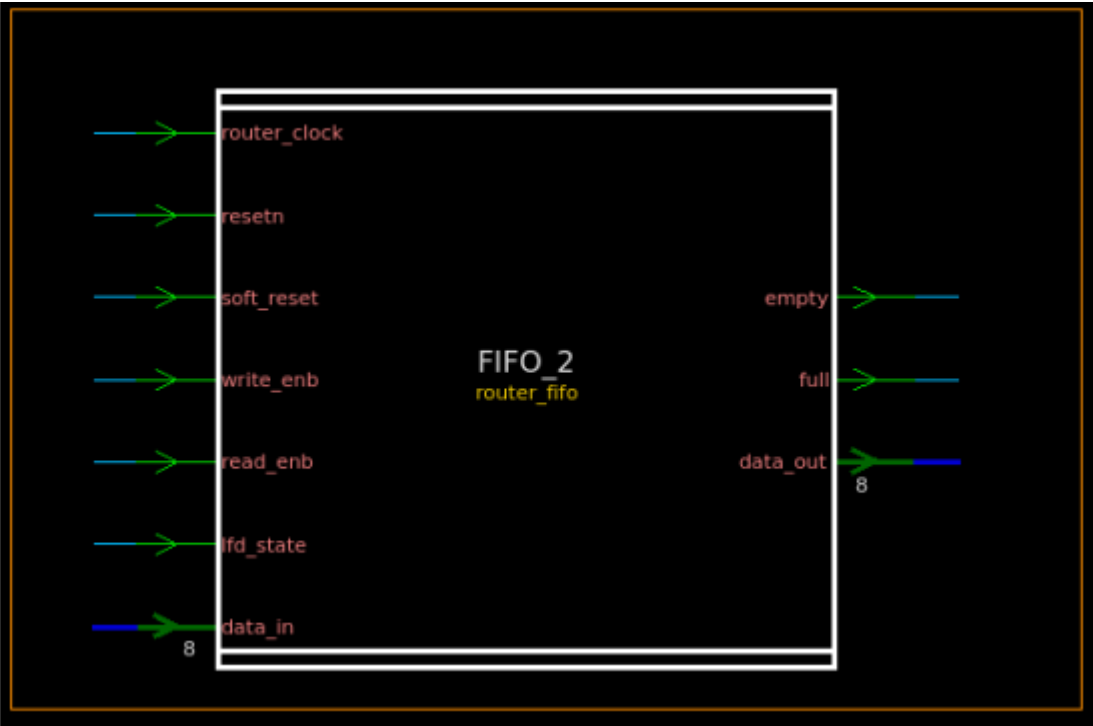 router_clock
resetn
soft_reset
empty
FIFO_2
router_fifo
write_enb
full
read_enb
data_out
8
lfd_state
data_in
8